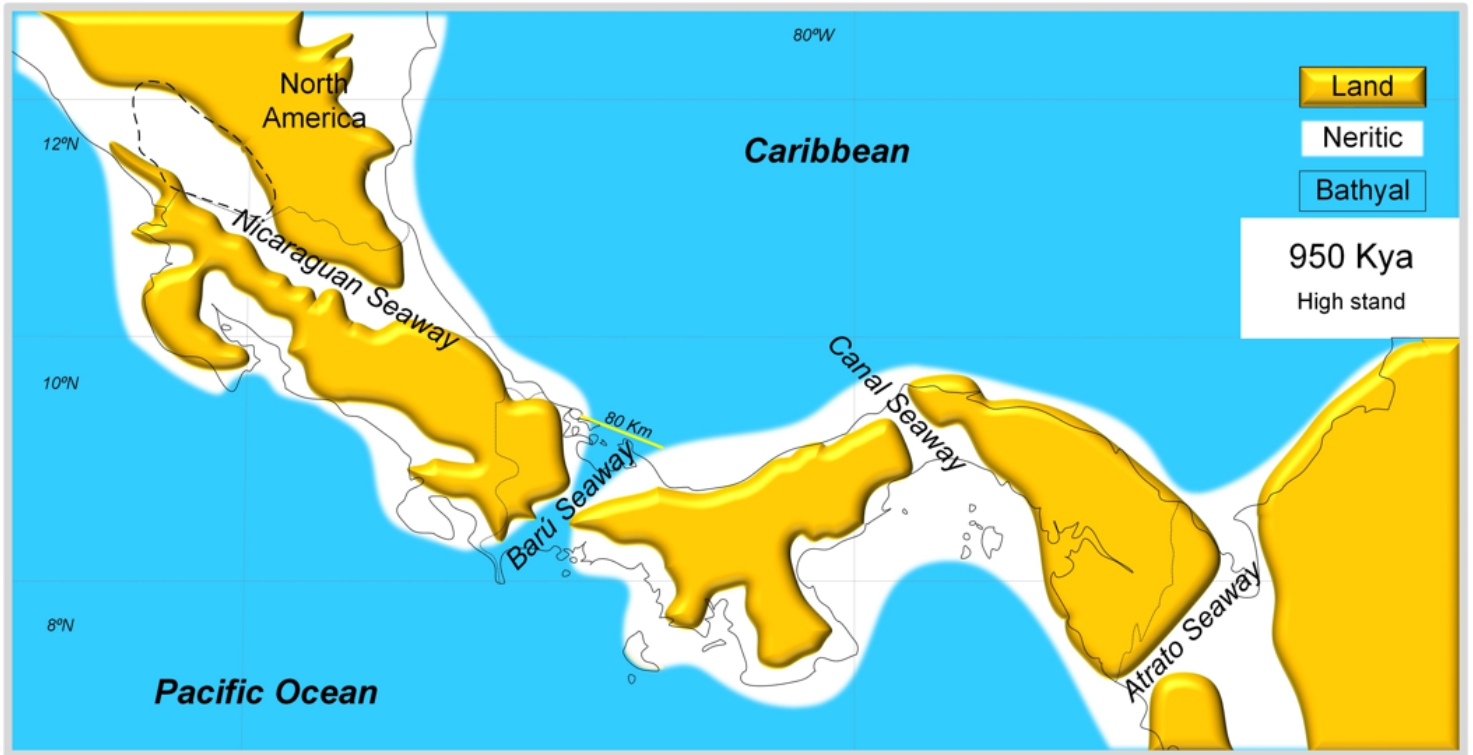 80ºW
North
America
Land
Neritic
12ºN
Caribbean
Bathyal
Nicaraguan Seaway
950 Kya
High stand
10ºN
Canal Seaway
80 Km
Barú Seaway
8ºN
Atrato Seaway
Pacific Ocean